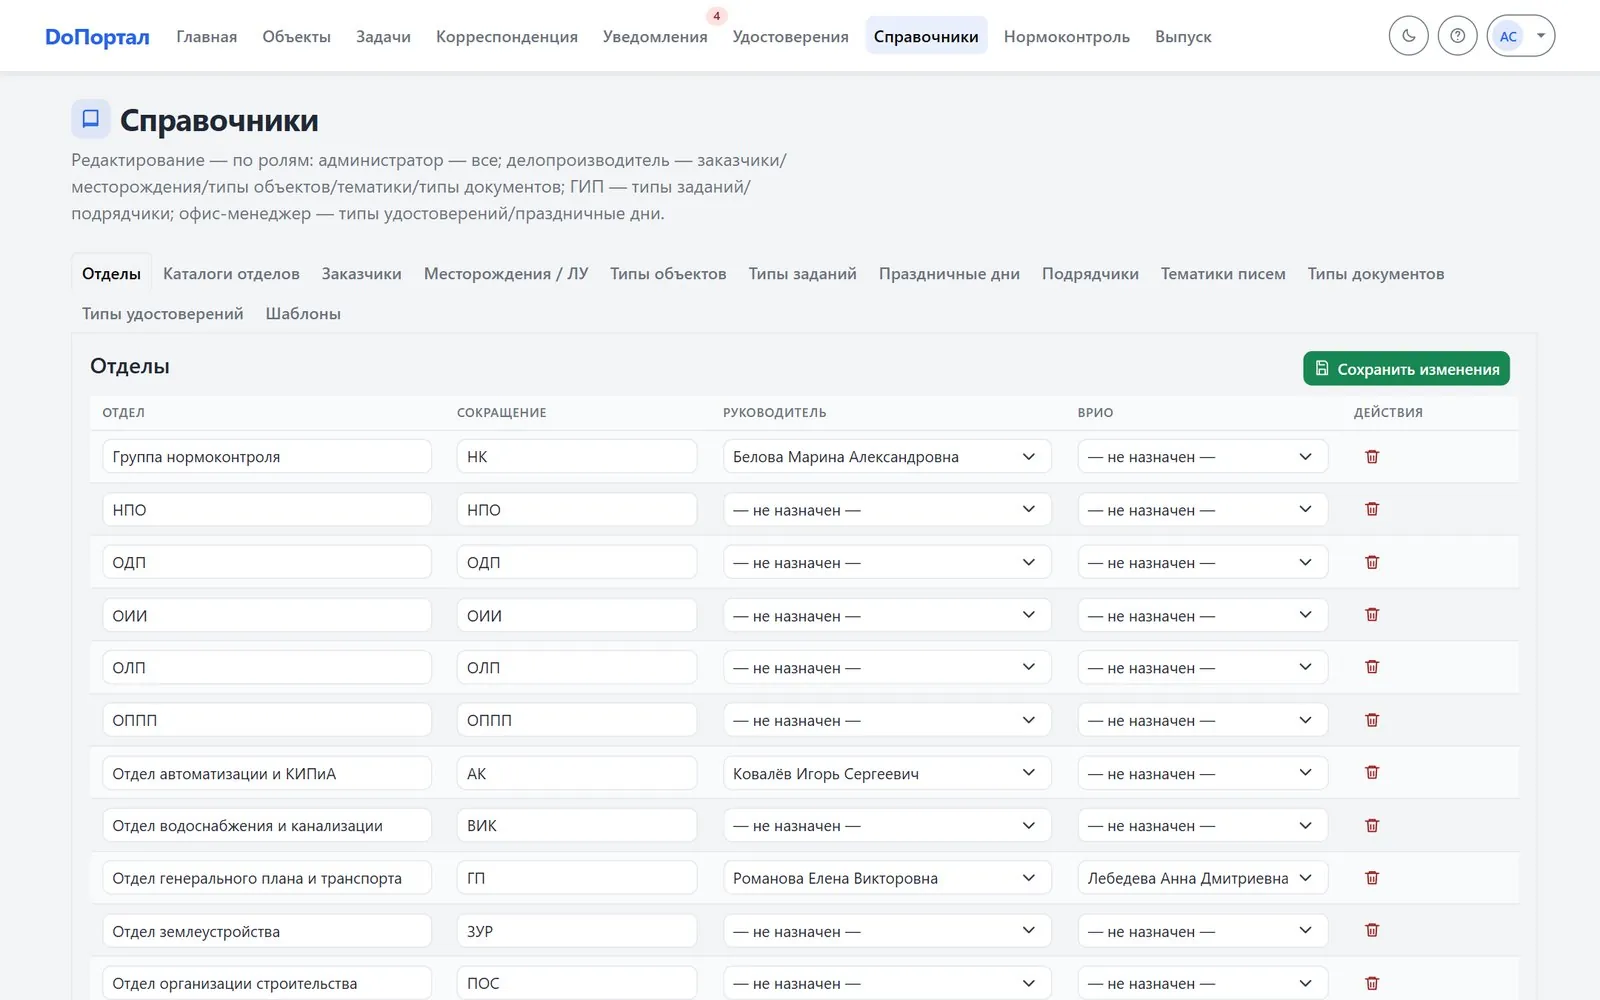 DoПортал Главная Объекты Задачи Корреспонденция Уведомления 4 Удостоверения Справочники Нормоконтроль Выпуск АС
Справочники
Редактирование — по ролям: администратор — все; делопроизводитель — заказчики/
месторождения/типы объектов/тематики/типы документов; ГИП — типы заданий/
подрядчики; офис-менеджер — типы удостоверений/праздничные дни.
Отделы Каталоги отделов Заказчики Месторождения / ЛУ Типы объектов Типы заданий Праздничные дни Подрядчики Тематики писем Типы документов
Типы удостоверений Шаблоны
Отделы Сохранить изменения
ОТДЕЛ СОКРАЩЕНИЕ РУКОВОДИТЕЛЬ ВРИО ДЕЙСТВИЯ
Группа нормоконтроля НК Белова Марина Александровна — не назначен —
НПО НПО — не назначен — — не назначен —
ОДП ОДП — не назначен — — не назначен —
ОИИ ОИИ — не назначен — — не назначен —
ОЛП ОЛП — не назначен — — не назначен —
ОППП ОППП — не назначен — — не назначен —
Отдел автоматизации и КИПиА АК Ковалёв Игорь Сергеевич — не назначен —
Отдел водоснабжения и канализации ВИК — не назначен — — не назначен —
Отдел генерального плана и транспорта ГП Романова Елена Викторовна Лебедева Анна Дмитриевна
Отдел землеустройства ЗУР — не назначен — — не назначен —
Отдел организации строительства ПОС — не назначен — — не назначен —